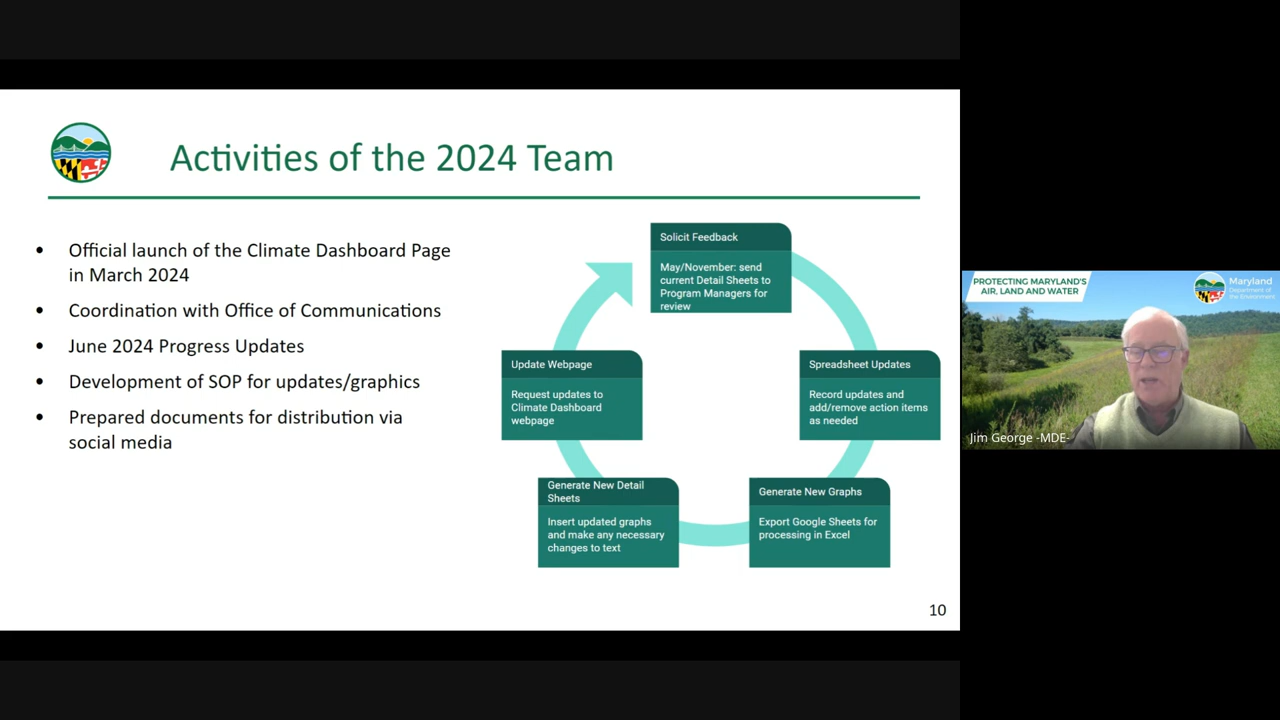 Activities of the 2024 Team
• Official launch of the Climate Dashboard Page
in March 2024
• Coordination with Office of Communications
• June 2024 Progress Updates
• Development of SOP for updates/graphics
• Prepared documents for distribution via
social media
Solicit Feedback
May/November: send
current Detail Sheets to
Program Managers for
review
Spreadsheet Updates
Record updates and
add/remove action items
as needed
Generate New Graphs
Export Google Sheets for
processing in Excel
Generate New Detail
Sheets
Insert updated graphs
and make any necessary
changes to text
Update Webpage
Request updates to
Climate Dashboard
webpage
10
PROTECTING MARYLAND'S
AIR, LAND AND WATER
Maryland
Department of
the Environment
Jim George -MDE-